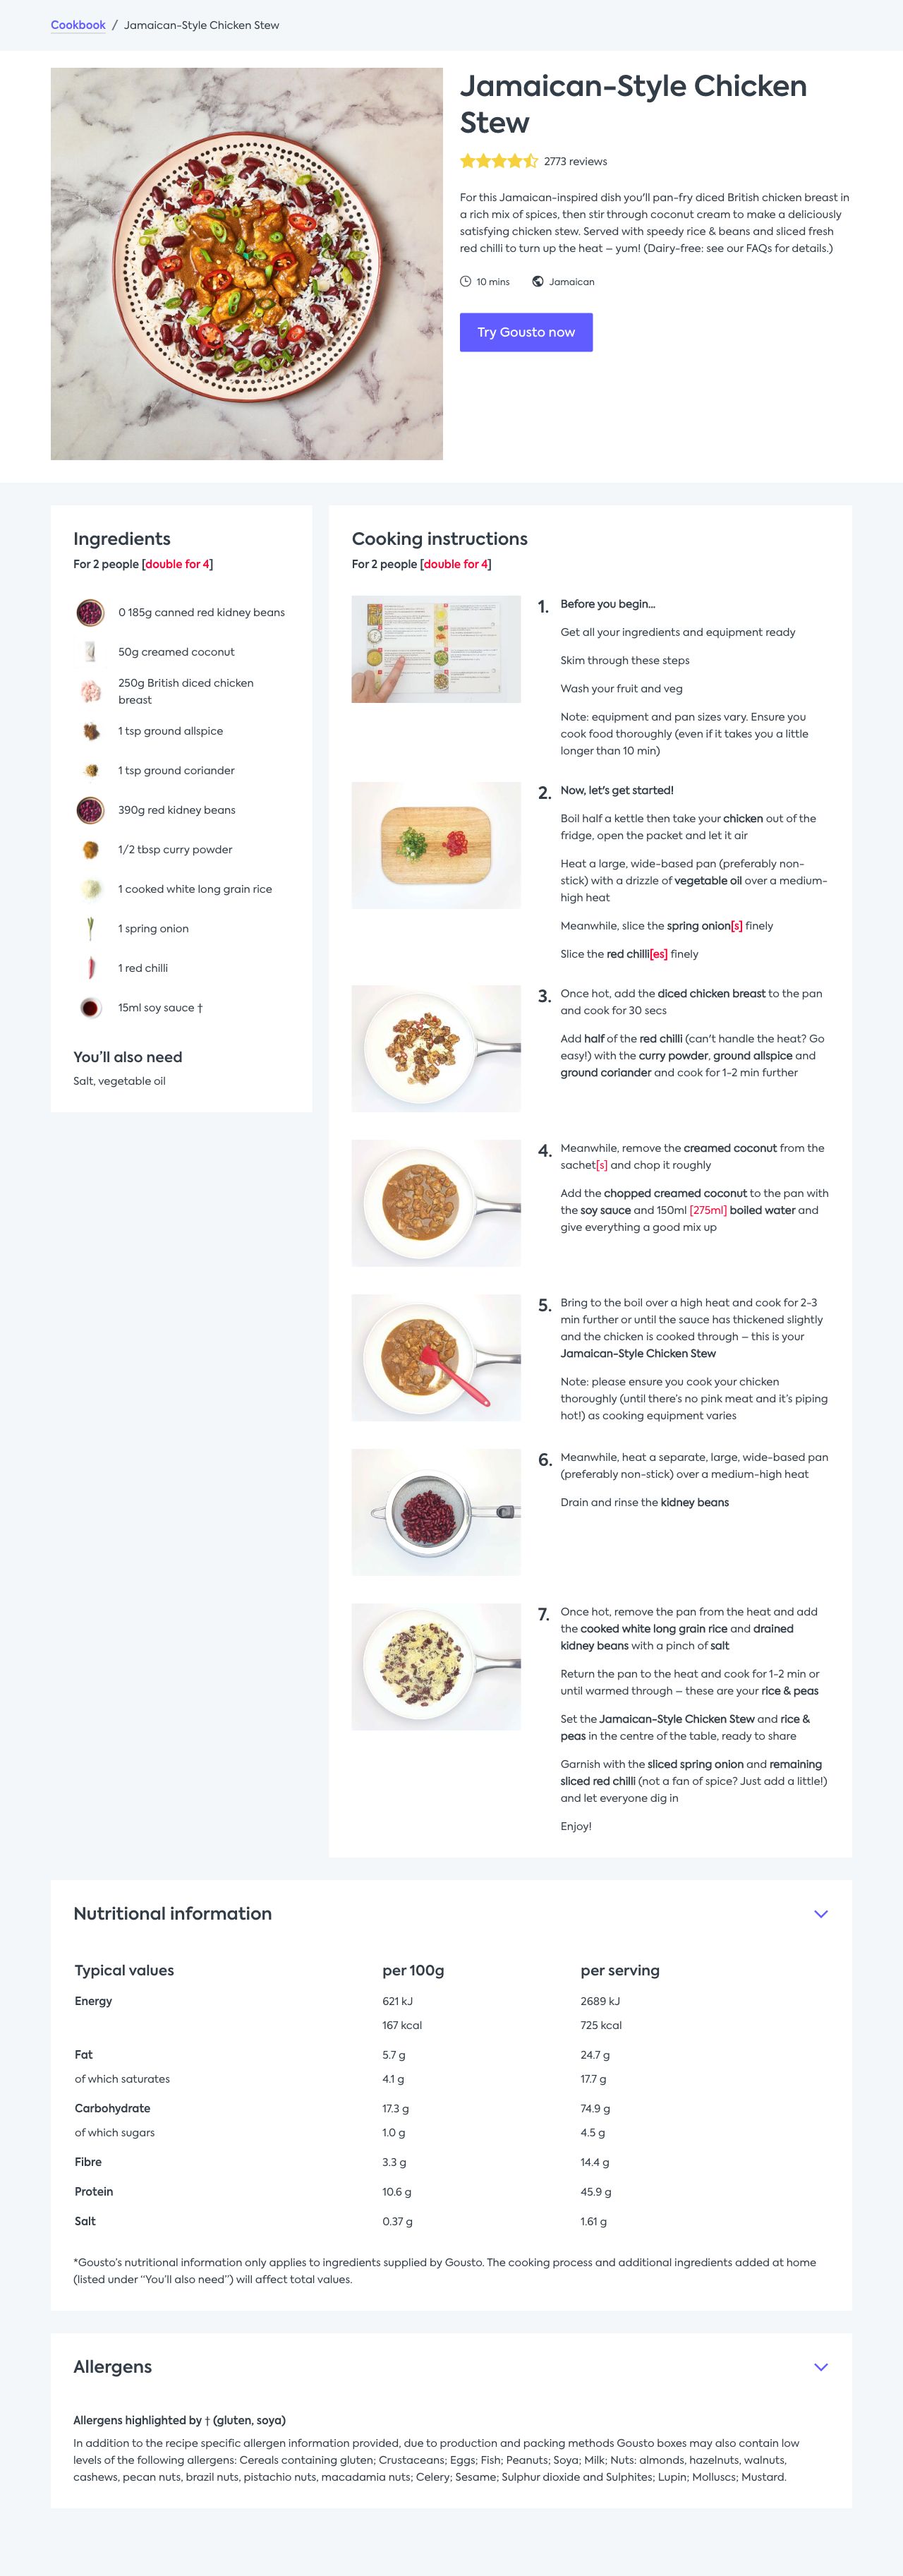 Cookbook / Jamaican-Style Chicken Stew
Jamaican-Style Chicken
Stew
2773 reviews
For this Jamaican-inspired dish you'll pan-fry diced British chicken breast in
a rich mix of spices, then stir through coconut cream to make a deliciously
satisfying chicken stew. Served with speedy rice & beans and sliced fresh
red chilli to turn up the heat – yum! (Dairy-free: see our FAQs for details.)
10 mins Jamaican
Try Gousto now
Ingredients
For 2 people [double for 4]
0 185g canned red kidney beans
50g creamed coconut
250g British diced chicken
breast
1 tsp ground allspice
1 tsp ground coriander
390g red kidney beans
1/2 tbsp curry powder
1 cooked white long grain rice
1 spring onion
1 red chilli
15ml soy sauce †
You'll also need
Salt, vegetable oil
Cooking instructions
For 2 people [double for 4]
1. Before you begin...
Get all your ingredients and equipment ready
Skim through these steps
Wash your fruit and veg
Note: equipment and pan sizes vary. Ensure you
cook food thoroughly (even if it takes you a little
longer than 10 min)
2. Now, let's get started!
Boil half a kettle then take your chicken out of the
fridge, open the packet and let it air
Heat a large, wide-based pan (preferably non-
stick) with a drizzle of vegetable oil over a medium-
high heat
Meanwhile, slice the spring onion[s] finely
Slice the red chilli[es] finely
3. Once hot, add the diced chicken breast to the pan
and cook for 30 secs
Add half of the red chilli (can't handle the heat? Go
easy!) with the curry powder, ground allspice and
ground coriander and cook for 1-2 min further
4. Meanwhile, remove the creamed coconut from the
sachet[s] and chop it roughly
Add the chopped creamed coconut to the pan with
the soy sauce and 150ml [275ml] boiled water and
give everything a good mix up
5. Bring to the boil over a high heat and cook for 2-3
min further or until the sauce has thickened slightly
and the chicken is cooked through – this is your
Jamaican-Style Chicken Stew
Note: please ensure you cook your chicken
thoroughly (until there's no pink meat and it's piping
hot!) as cooking equipment varies
6. Meanwhile, heat a separate, large, wide-based pan
(preferably non-stick) over a medium-high heat
Drain and rinse the kidney beans
7. Once hot, remove the pan from the heat and add
the cooked white long grain rice and drained
kidney beans with a pinch of salt
Return the pan to the heat and cook for 1-2 min or
until warmed through – these are your rice & peas
Set the Jamaican-Style Chicken Stew and rice &
peas in the centre of the table, ready to share
Garnish with the sliced spring onion and remaining
sliced red chilli (not a fan of spice? Just add a little!)
and let everyone dig in
Enjoy!
Nutritional information
Typical values per 100g per serving
Energy 621 kJ 2689 kJ
167 kcal 725 kcal
Fat 5.7 g 24.7 g
of which saturates 4.1 g 17.7 g
Carbohydrate 17.3 g 74.9 g
of which sugars 1.0 g 4.5 g
Fibre 3.3 g 14.4 g
Protein 10.6 g 45.9 g
Salt 0.37 g 1.61 g
*Gousto's nutritional information only applies to ingredients supplied by Gousto. The cooking process and additional ingredients added at home
(listed under “You'll also need”) will affect total values.
Allergens
Allergens highlighted by † (gluten, soya)
In addition to the recipe specific allergen information provided, due to production and packing methods Gousto boxes may also contain low
levels of the following allergens: Cereals containing gluten; Crustaceans; Eggs; Fish; Peanuts; Soya; Milk; Nuts: almonds, hazelnuts, walnuts,
cashews, pecan nuts, brazil nuts, pistachio nuts, macadamia nuts; Celery; Sesame; Sulphur dioxide and Sulphites; Lupin; Molluscs; Mustard.